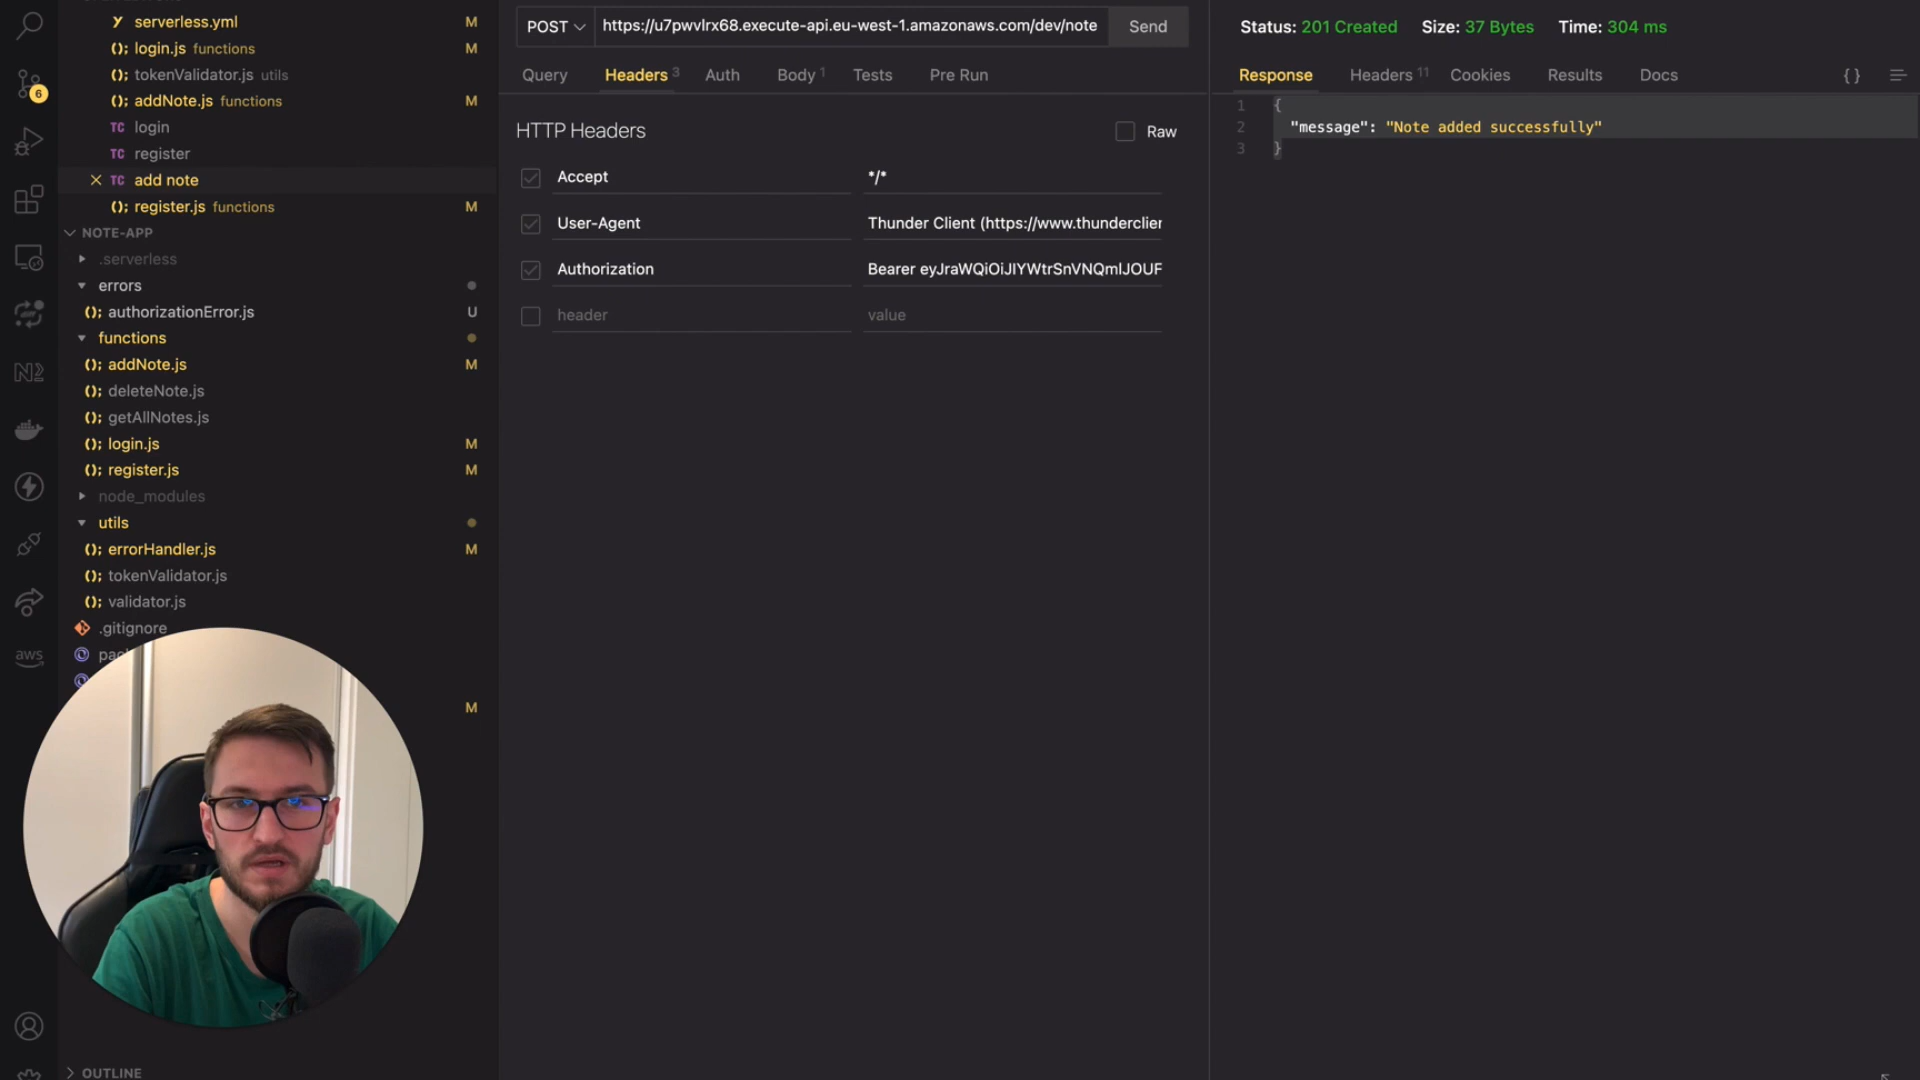 serverless.yml M
login.js functions M
tokenValidator.js utils
addNote.js functions M
TC login
TC register
TC add note
register.js functions M
NOTE-APP
.serverless
errors
authorizationError.js U
functions
addNote.js M
deleteNote.js
getAllNotes.js
login.js M
register.js M
node_modules
utils
errorHandler.js M
tokenValidator.js
validator.js
.gitignore
M
OUTLINE
6
aws
POST https://u7pwvlrx68.execute-api.eu-west-1.amazonaws.com/dev/note Send
Query Headers 3 Auth Body 1 Tests Pre Run
HTTP Headers Raw
Accept */*
User-Agent Thunder Client (https://www.thunderclier
Authorization Bearer
header value
Status: 201 Created Size: 37 Bytes Time: 304 ms
Response Headers 11 Cookies Results Docs { }
1 {
2 "message": "Note added successfully"
3 }